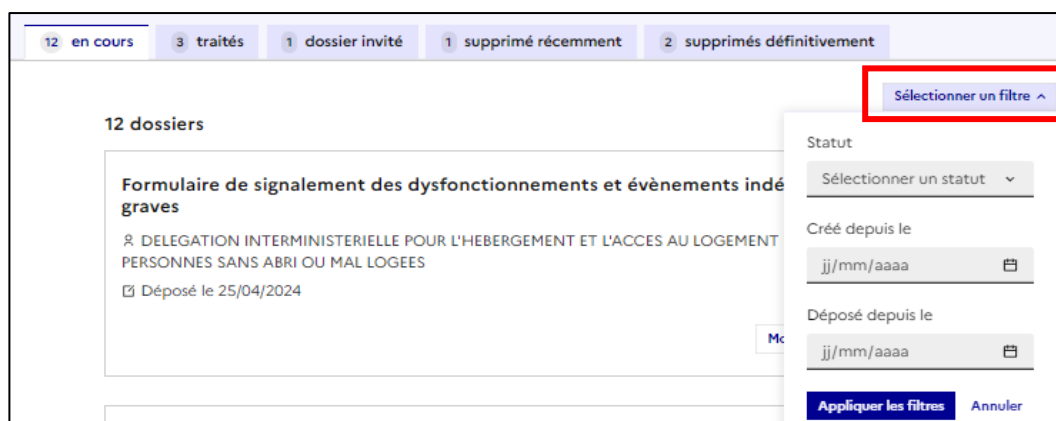 12 en cours 3 traités 1 dossier invité 1 supprimé récemment 2 supprimés définitivement
Sélectionner un filtre
12 dossiers
Formulaire de signalement des dysfonctionnements et évènements indé
graves
DELEGATION INTERMINISTERIELLE POUR L'HEBERGEMENT ET L'ACCES AU LOGEMENT
PERSONNES SANS ABRI OU MAL LOGEES
Déposé le 25/04/2024
Mo
Statut
Sélectionner un statut
Créé depuis le
jj/mm/aaaa
Déposé depuis le
jj/mm/aaaa
Appliquer les filtres Annuler